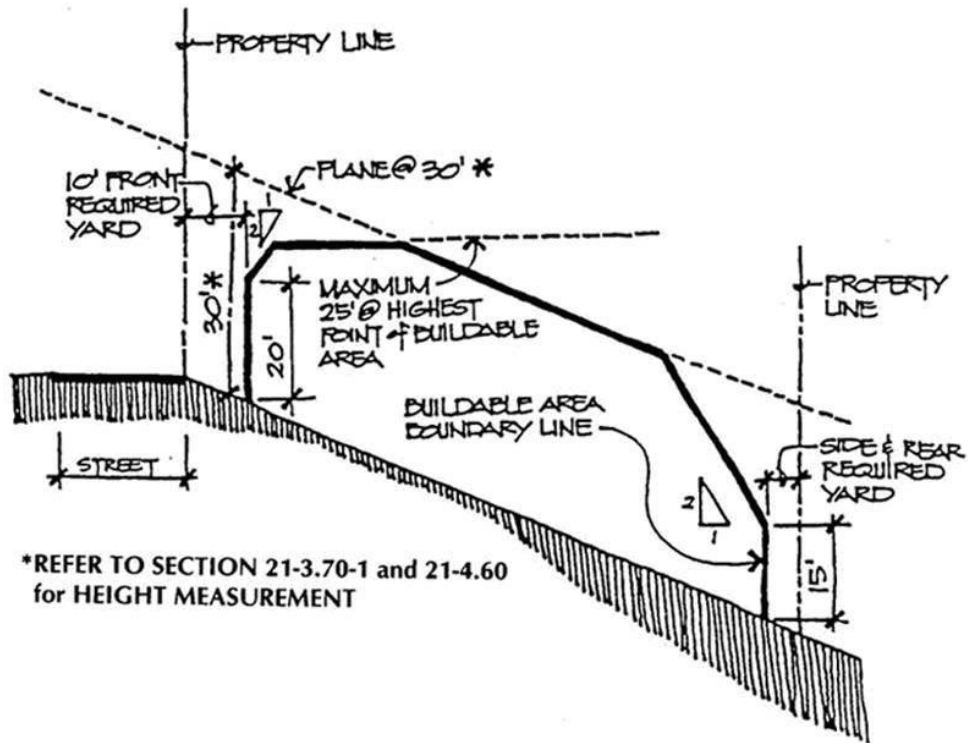 PROPERTY LINE
PLANE @ 30' *
10' FRONT
REQUIRED
YARD
1
2
30'*
20'
MAXIMUM
25' @ HIGHEST
POINT of BUILDABLE
AREA
PROPERTY
LINE
BUILDABLE AREA
BOUNDARY LINE
SIDE & REAR
REQUIRED
YARD
2
1
15'
STREET
*REFER TO SECTION 21-3.70-1 and 21-4.60
for HEIGHT MEASUREMENT